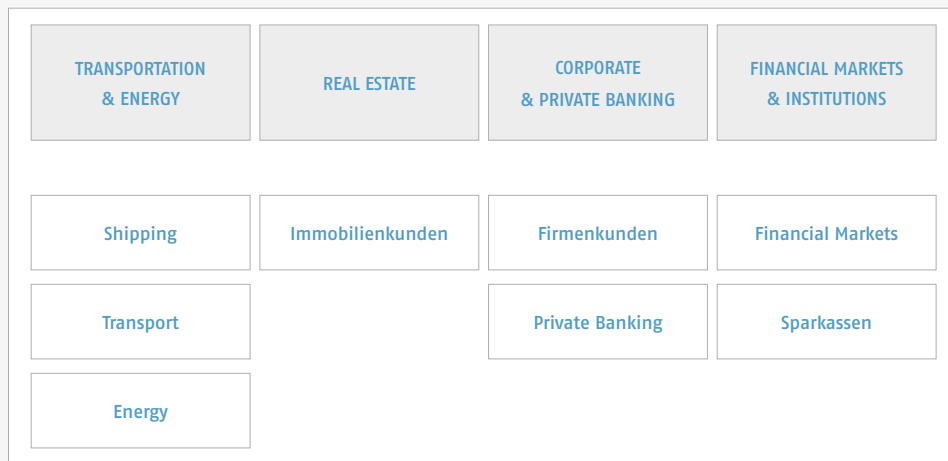 TRANSPORTATION
& ENERGY
REAL ESTATE
CORPORATE
& PRIVATE BANKING
FINANCIAL MARKETS
& INSTITUTIONS
Shipping
Immobilienkunden
Firmenkunden
Financial Markets
Transport
Private Banking
Sparkassen
Energy